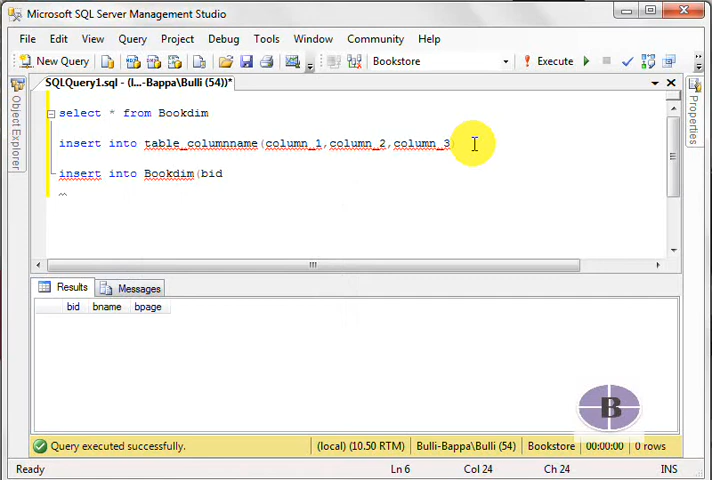 Microsoft SQL Server Management Studio
File Edit View Query Project Debug Tools Window Community Help
New Query Bookstore Execute
SQLQuery1.sql - (l...-Bappa\Bulli (54))*
Object Explorer
Properties
select * from Bookdim
insert into table_columnname(column_1,column_2,column_3)
insert into Bookdim(bid
Results Messages
bid bname bpage
B
Query executed successfully. (local) (10.50 RTM) Bulli-Bappa\Bulli (54) Bookstore 00:00:00 0 rows
Ready Ln 6 Col 24 Ch 24 INS